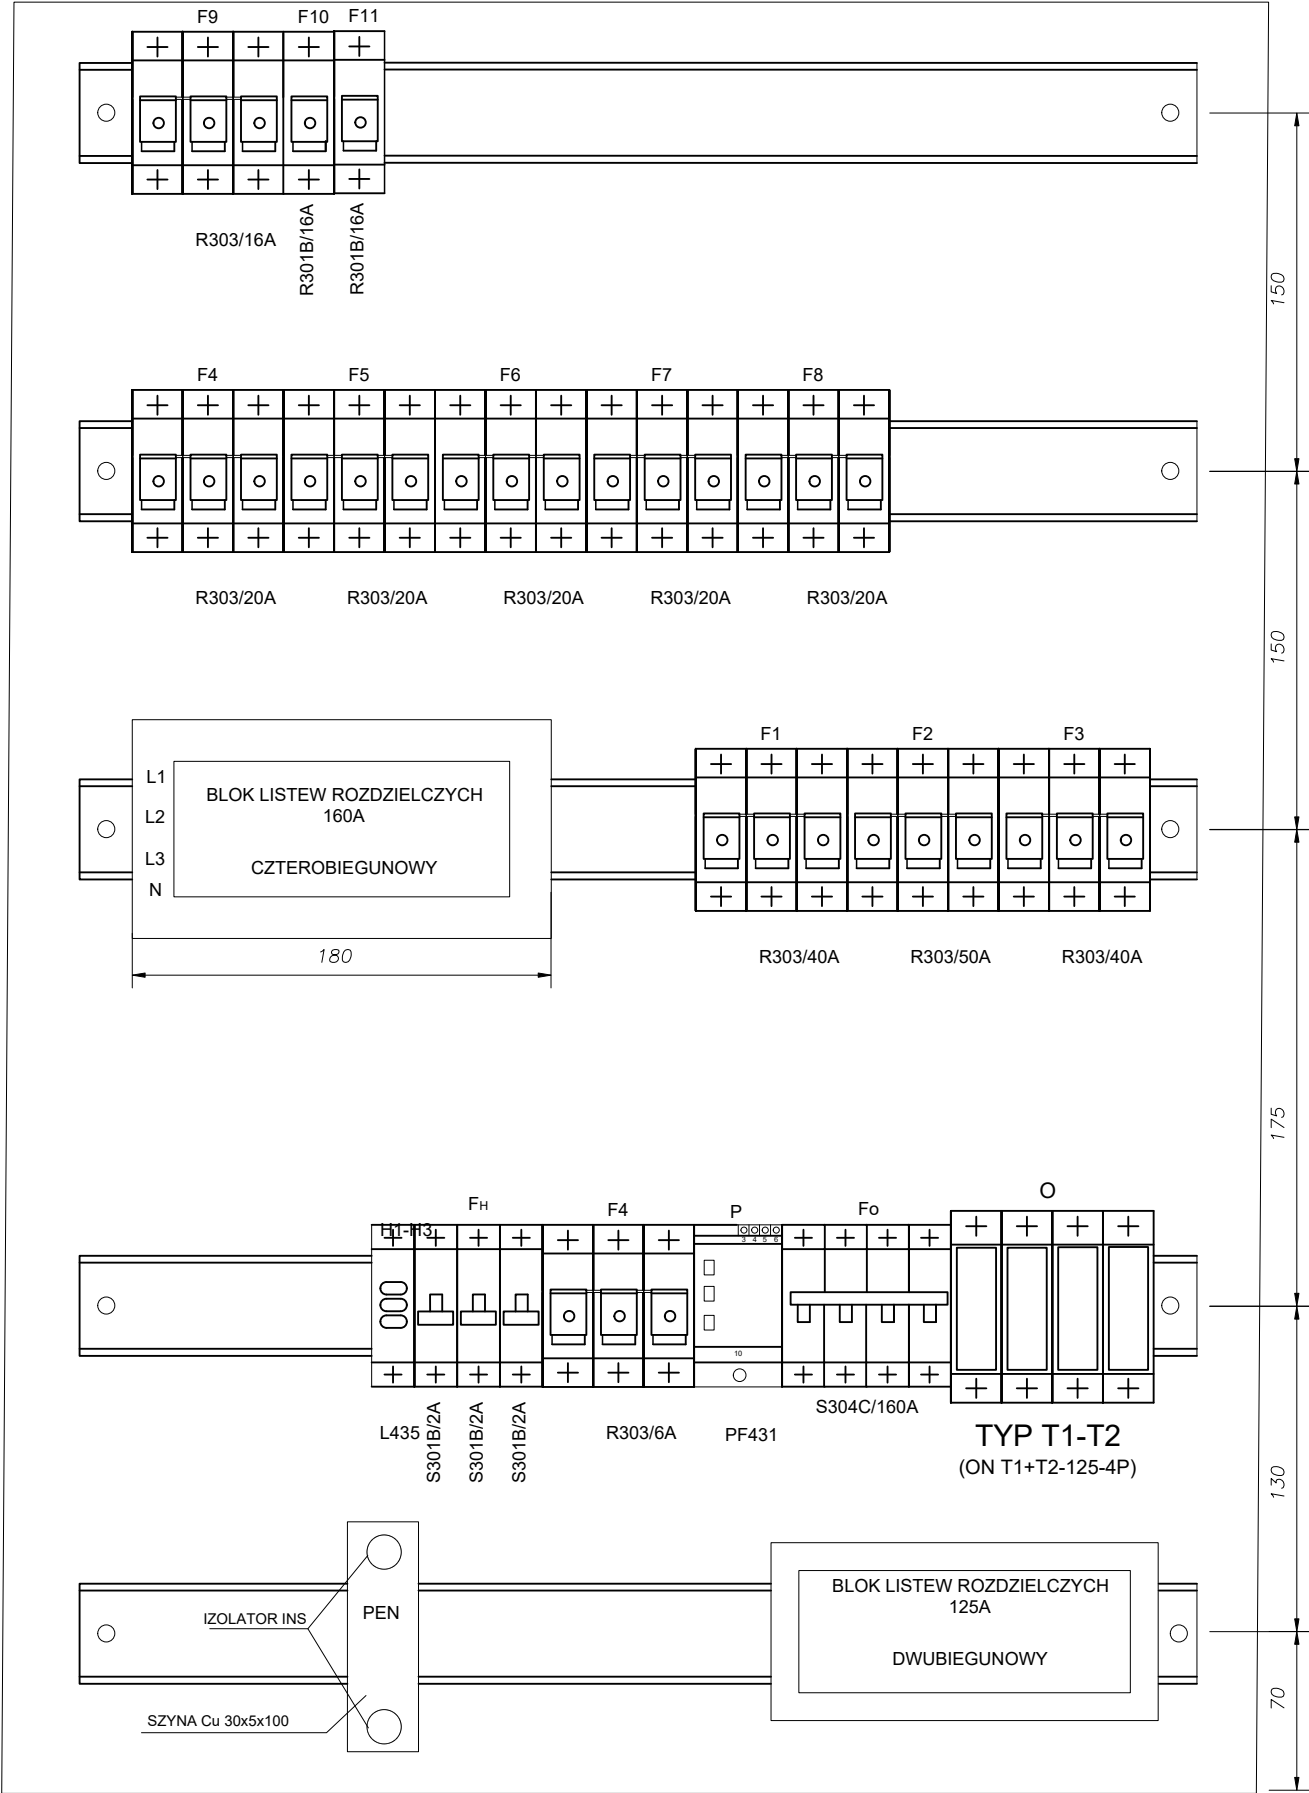 F9 F10 F11
R303/16A
R301B/16A
R301B/16A
150
F4 F5 F6 F7 F8
R303/20A R303/20A R303/20A R303/20A R303/20A
150
F1 F2 F3
L1
L2
L3
N
BLOK LISTEW ROZDZIELCZYCH
160A
CZTEROBIEGUNOWY
180
R303/40A R303/50A R303/40A
175
H1-H3 FH F4 P Fo O
3 4 5 6
10
L435
S301B/2A
S301B/2A
S301B/2A
R303/6A
PF431
S304C/160A
TYP T1-T2
(ON T1+T2-125-4P)
130
IZOLATOR INS
PEN
SZYNA Cu 30x5x100
BLOK LISTEW ROZDZIELCZYCH
125A
DWUBIEGUNOWY
70